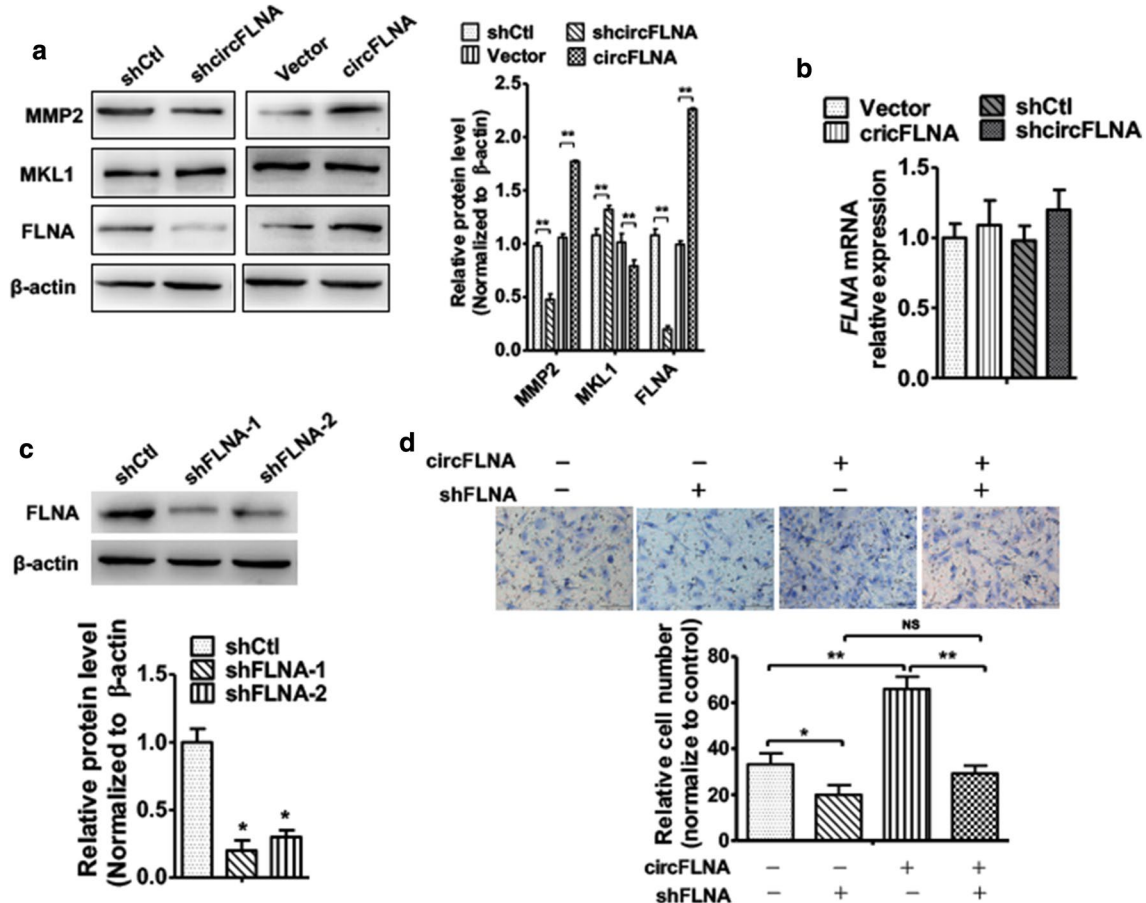 a
shCtl shcircFLNA Vector circFLNA
MMP2
MKL1
FLNA
β-actin
shCtl shcircFLNA
Vector circFLNA
Relative protein level
(Normalized to β-actin)
2.5
2.0
1.5
1.0
0.5
0.0
** ** ** ** ** **
MMP2 MKL1 FLNA
b
Vector shCtl
cricFLNA shcircFLNA
FLNA mRNA
relative expression
1.5
1.0
0.5
0.0
c
shCtl shFLNA-1 shFLNA-2
FLNA
β-actin
shCtl
shFLNA-1
shFLNA-2
Relative protein level
(Normalized to β-actin
1.5
1.0
0.5
0.0
* *
d
circFLNA − − + +
shFLNA − + − +
Relative cell number
(normalize to control)
80
60
40
20
0
NS
** **
*
circFLNA − − + +
shFLNA − + − +